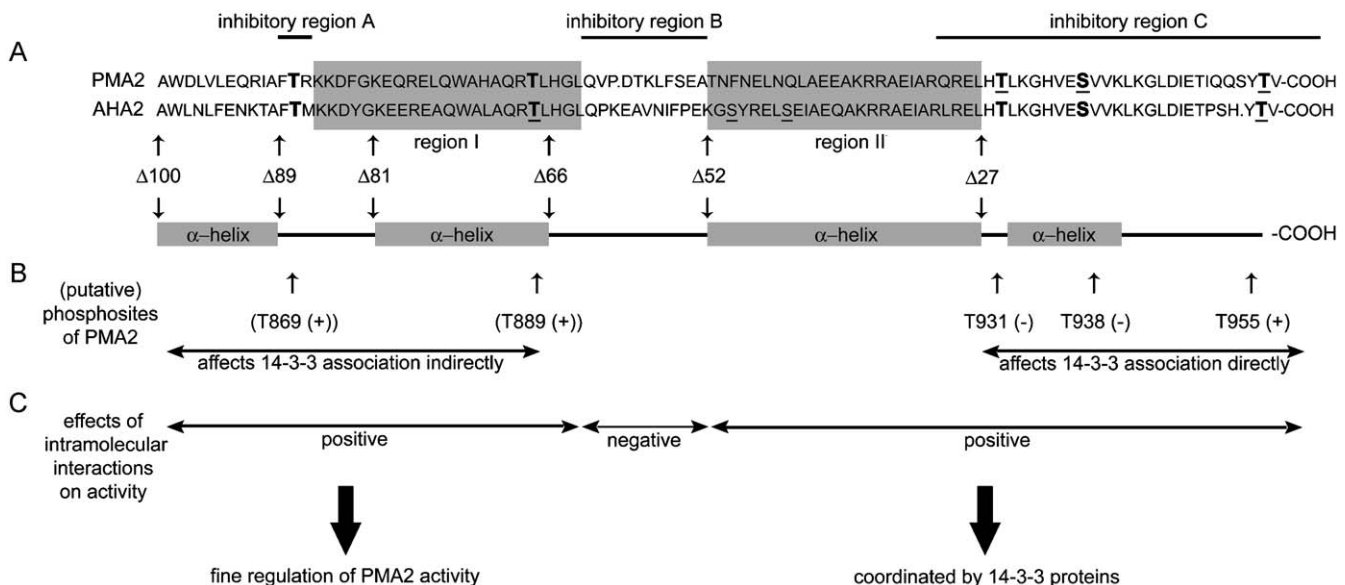 inhibitory region A inhibitory region B inhibitory region C
A
PMA2 AWDLVLEQRIAFTRKKDFGKEQRELQWAHAQRTLHGLQVP.DTKLFSEATNFNELNQLAEEAKRRAEIARQRELHTLKGHVESVVKLKGLDIETIQQSYTV-COOH
AHA2 AWLNLFENKTAFTMKKDYGKEEREAQWALAQRTLHGLQPKEAVNIFPEKGSYRELSEIAEQAKRRAEIARLRELHTLKGHVESVVKLKGLDIETPSH.YTV-COOH
↑ ↑ ↑ region I ↑ ↑ region II ↑
Δ100 Δ89 Δ81 Δ66 Δ52 Δ27
↓ ↓ ↓ ↓ ↓ ↓
α–helix α–helix α–helix α–helix -COOH
B
(putative) phosphosites of PMA2
↑ ↑ ↑ ↑ ↑
(T869 (+)) (T889 (+)) T931 (-) T938 (-) T955 (+)
affects 14-3-3 association indirectly affects 14-3-3 association directly
C
effects of intramolecular interactions on activity
positive negative positive
fine regulation of PMA2 activity coordinated by 14-3-3 proteins